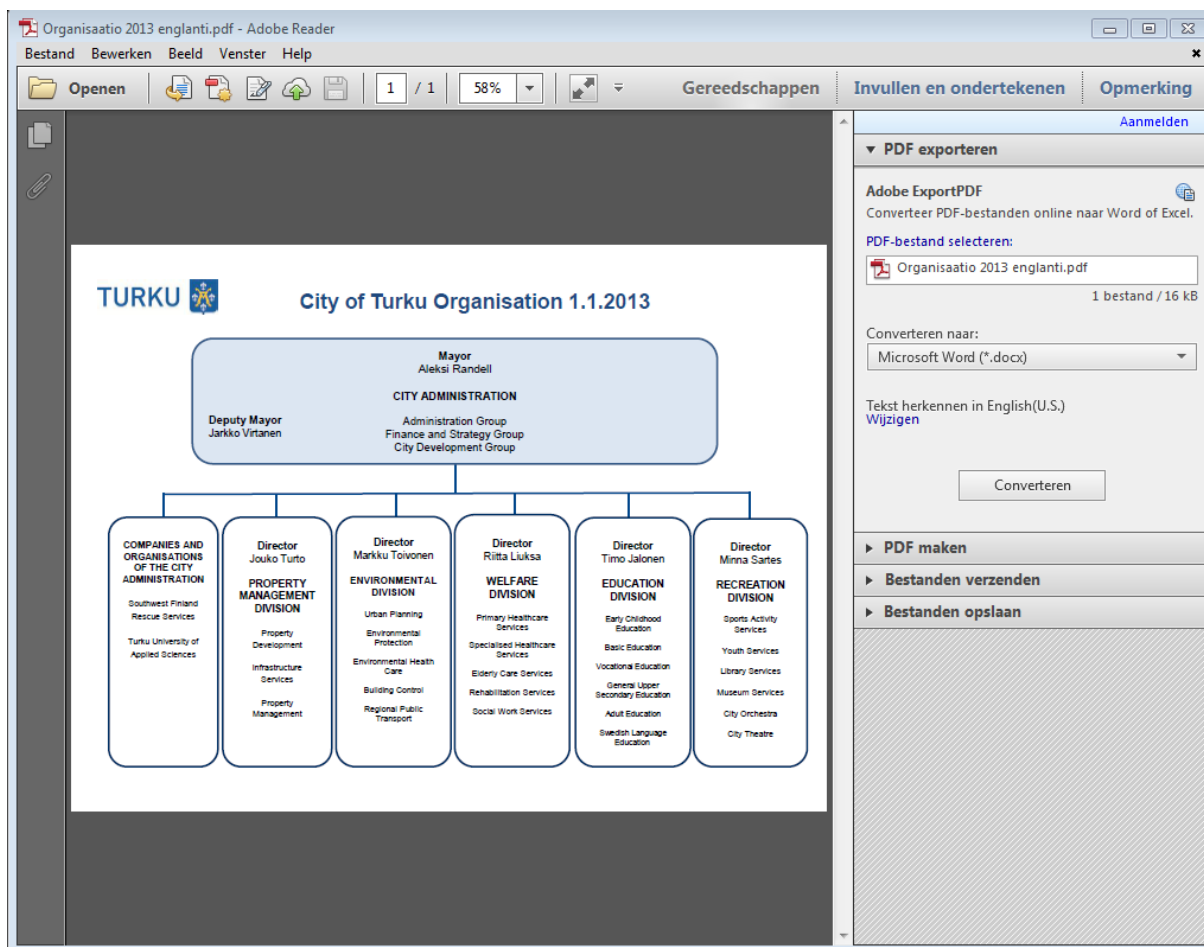 Organisaatio 2013 englanti.pdf - Adobe Reader
Bestand Bewerken Beeld Venster Help
Openen 1 / 1 58% Gereedschappen Invullen en ondertekenen Opmerking
Aanmelden
PDF exporteren
Adobe ExportPDF
Converteer PDF-bestanden online naar Word of Excel.
PDF-bestand selecteren:
Organisaatio 2013 englanti.pdf
1 bestand / 16 kB
Converteren naar:
Microsoft Word (*.docx)
Tekst herkennen in English(U.S.)
Wijzigen
Converteren
PDF maken
Bestanden verzenden
Bestanden opslaan
TURKU
City of Turku Organisation 1.1.2013
Mayor
Aleksi Randell
CITY ADMINISTRATION
Deputy Mayor
Jarkko Virtanen
Administration Group
Finance and Strategy Group
City Development Group
COMPANIES AND
ORGANISATIONS
OF THE CITY
ADMINISTRATION
Southwest Finland
Rescue Services
Turku University of
Applied Sciences
Director
Jouko Turto
PROPERTY
MANAGEMENT
DIVISION
Property
Development
Infrastructure
Services
Property
Management
Director
Markku Toivonen
ENVIRONMENTAL
DIVISION
Urban Planning
Environmental
Protection
Environmental Health
Care
Building Control
Regional Public
Transport
Director
Riitta Liuksa
WELFARE
DIVISION
Primary Healthcare
Services
Specialised Healthcare
Services
Elderly Care Services
Rehabilitation Services
Social Work Services
Director
Timo Jalonen
EDUCATION
DIVISION
Early Childhood
Education
Basic Education
Vocational Education
General Upper
Secondary Education
Adult Education
Swedish Language
Education
Director
Minna Sartes
RECREATION
DIVISION
Sports Activity
Services
Youth Services
Library Services
Museum Services
City Orchestra
City Theatre